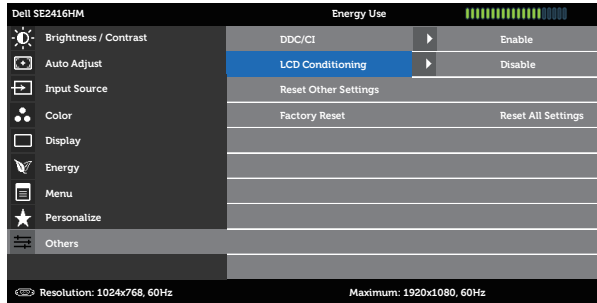 Dell SE2416HM Energy Use
Brightness / Contrast DDC/CI Enable
Auto Adjust LCD Conditioning Disable
Input Source Reset Other Settings
Color Factory Reset Reset All Settings
Display
Energy
Menu
Personalize
Others
Resolution: 1024x768, 60Hz Maximum: 1920x1080, 60Hz